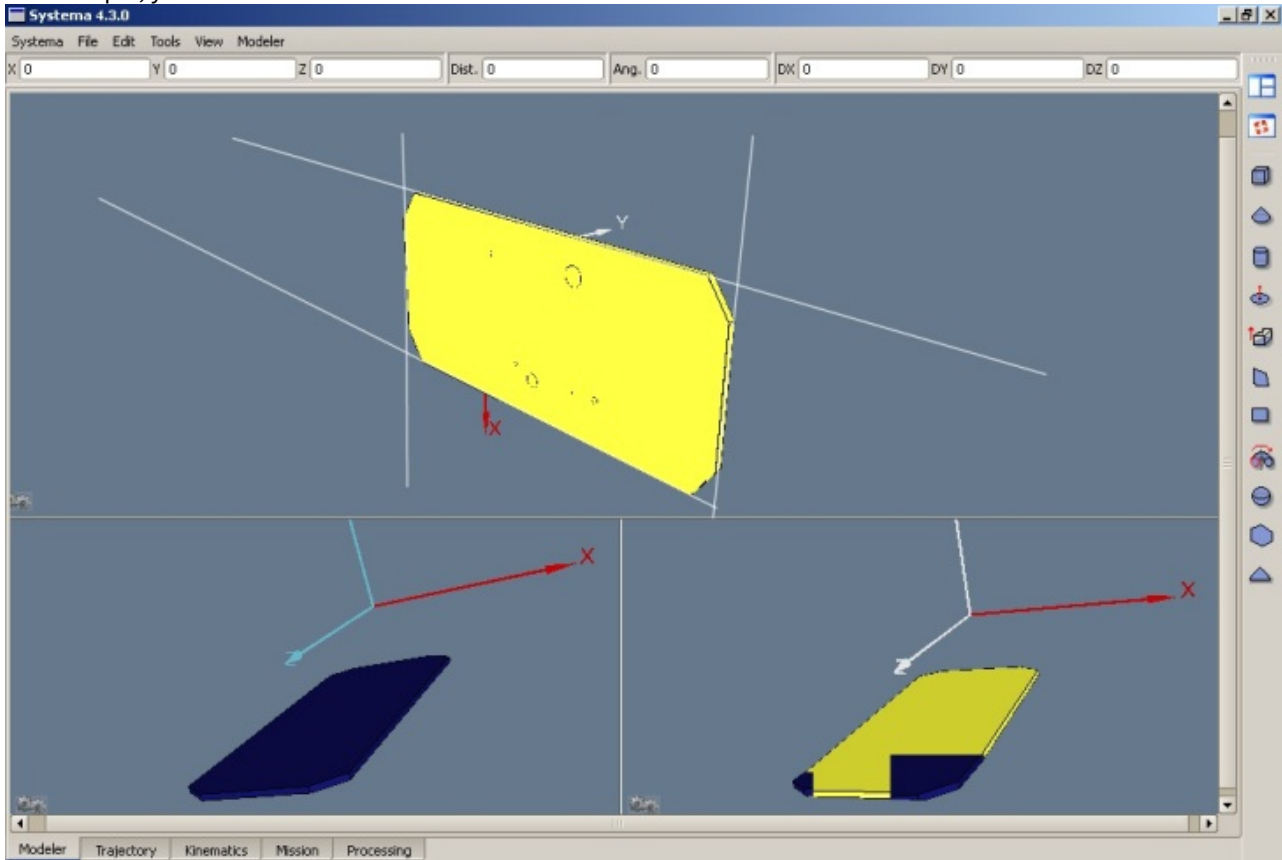 Systema 4.3.0
Systema File Edit Tools View Modeler
X 0 Y 0 Z 0 Dist. 0 Ang. 0 DX 0 DY 0 DZ 0
Y
X
X
Z
X
Z
Modeler Trajectory Kinematics Mission Processing